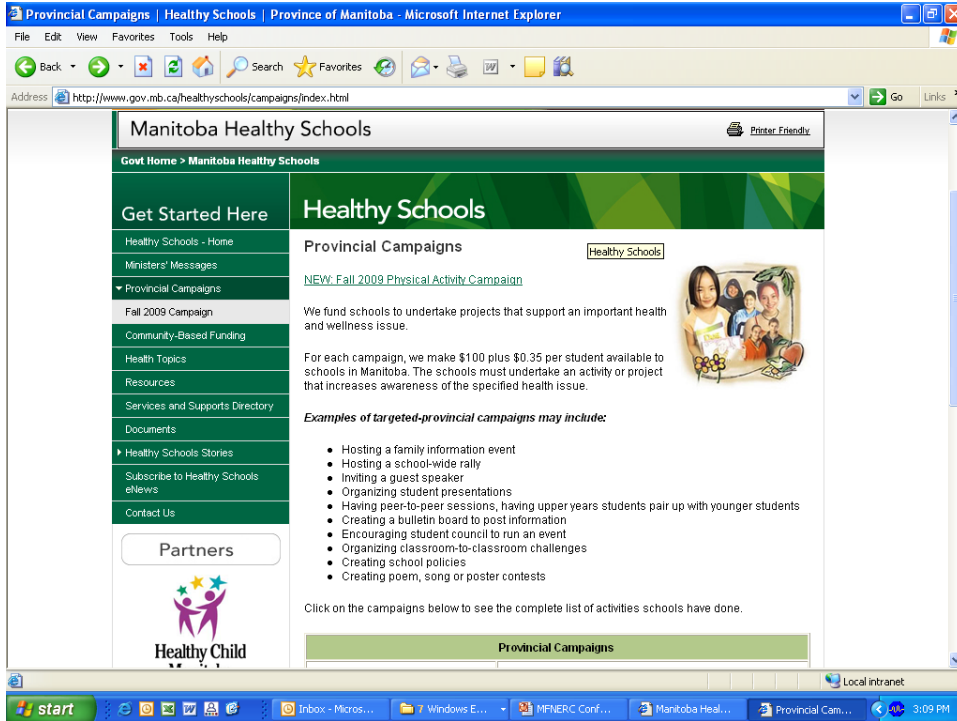 Provincial Campaigns | Healthy Schools | Province of Manitoba - Microsoft Internet Explorer
File Edit View Favorites Tools Help
Back Search Favorites
Address http://www.gov.mb.ca/healthyschools/campaigns/index.html Go Links
Manitoba Healthy Schools Printer Friendly
Govt Home > Manitoba Healthy Schools
Get Started Here
Healthy Schools - Home
Ministers' Messages
Provincial Campaigns
Fall 2009 Campaign
Community-Based Funding
Health Topics
Resources
Services and Supports Directory
Documents
Healthy Schools Stories
Subscribe to Healthy Schools
eNews
Contact Us
Partners
Healthy Child
Healthy Schools
Provincial Campaigns
Healthy Schools
NEW: Fall 2009 Physical Activity Campaign
We fund schools to undertake projects that support an important health
and wellness issue.
For each campaign, we make $100 plus $0.35 per student available to
schools in Manitoba. The schools must undertake an activity or project
that increases awareness of the specified health issue.
Examples of targeted-provincial campaigns may include:
• Hosting a family information event
• Hosting a school-wide rally
• Inviting a guest speaker
• Organizing student presentations
• Having peer-to-peer sessions, having upper years students pair up with younger students
• Creating a bulletin board to post information
• Encouraging student council to run an event
• Organizing classroom-to-classroom challenges
• Creating school policies
• Creating poem, song or poster contests
Click on the campaigns below to see the complete list of activities schools have done.
Provincial Campaigns
Local intranet
start Inbox - Micros... 7 Windows E... MFNERC Conf... Manitoba Heal... Provincial Cam... 3:09 PM